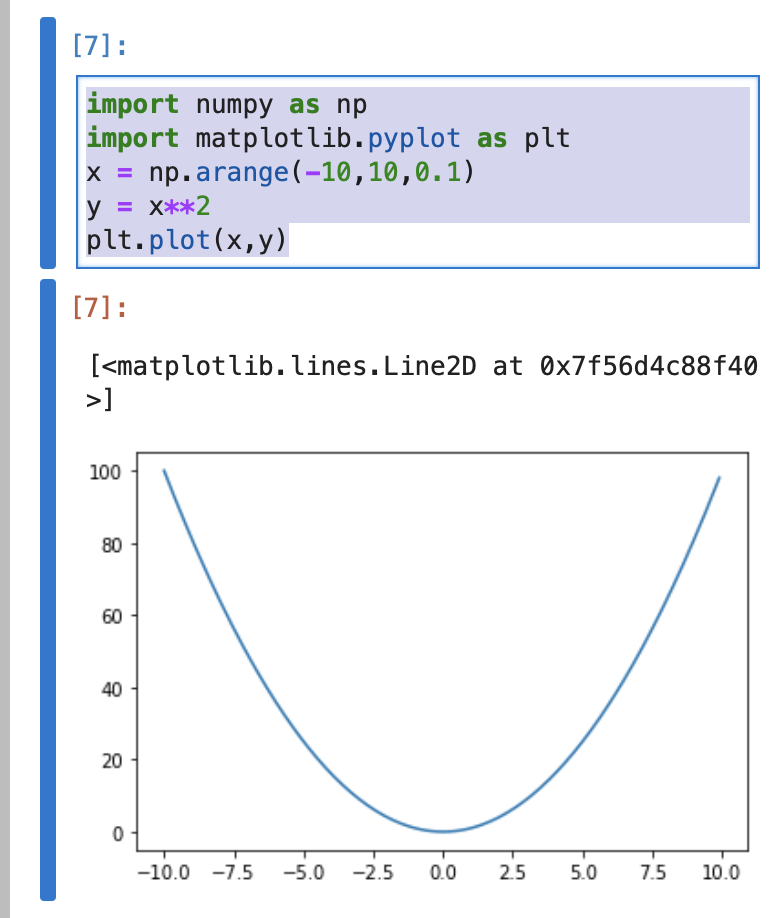 [7]:
import numpy as np
import matplotlib.pyplot as plt
x = np.arange(-10,10,0.1)
y = x**2
plt.plot(x,y)
[7]:
[<matplotlib.lines.Line2D at 0x7f56d4c88f40
>]
100
80
60
40
20
0
−10.0 −7.5 −5.0 −2.5 0.0 2.5 5.0 7.5 10.0